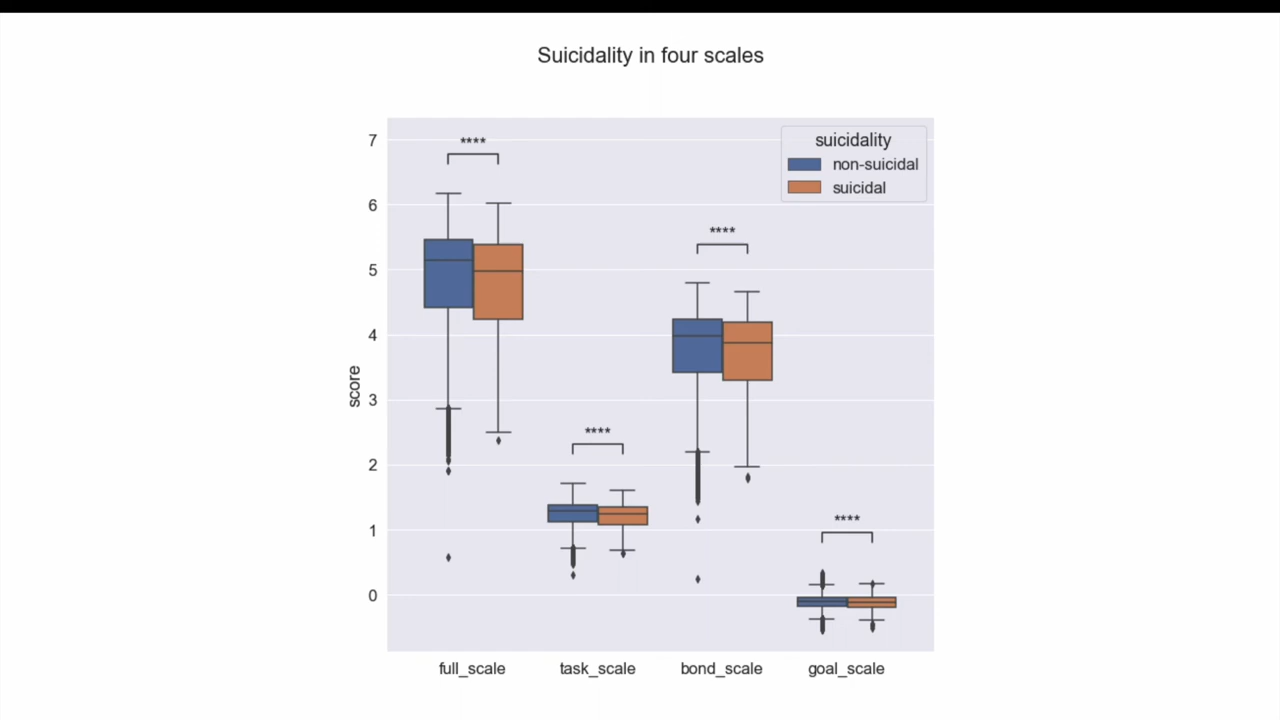 Suicidality in four scales
7
6
5
4
3
2
1
0
score
****
****
****
****
suicidality
non-suicidal
suicidal
full_scale
task_scale
bond_scale
goal_scale